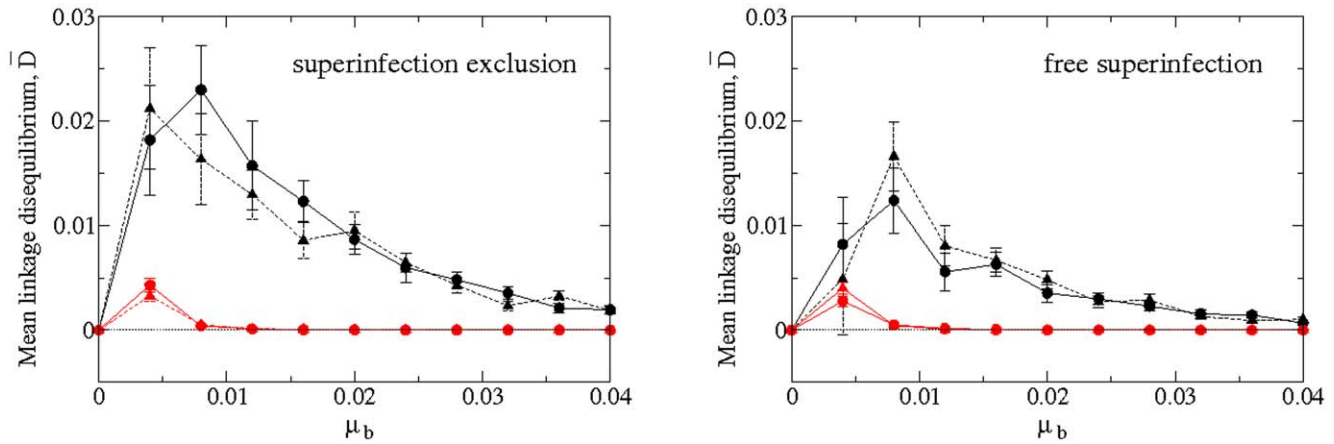 0.03
0.02
0.01
0
Mean linkage disequilibrium, D̅
superinfection exclusion
0 0.01 0.02 0.03 0.04
μb
0.03
0.02
0.01
0
Mean linkage disequilibrium, D̅
free superinfection
0 0.01 0.02 0.03 0.04
μb